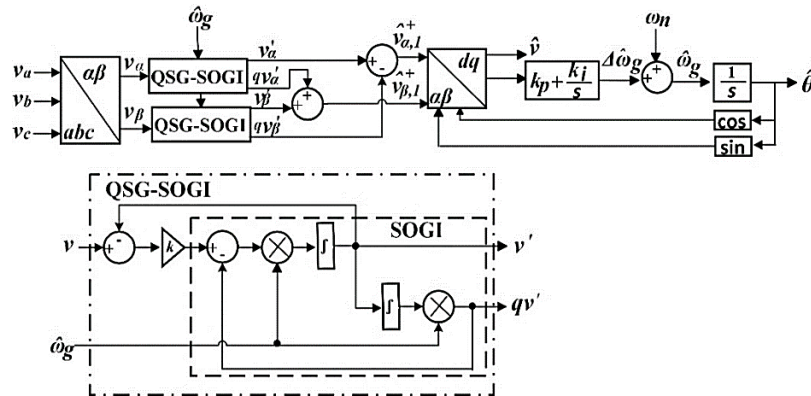 ω̂g
ωn
va
vb
vc
αβ
abc
vα
vβ
QSG-SOGI
QSG-SOGI
v'α
qv'α
v'β
qv'β
+
-
+
+
v̂+α,1
v̂+β,1
dq
αβ
v̂
kp+ki/s
Δω̂g
+
+
ω̂g
1/s
θ̂
cos
sin
QSG-SOGI
SOGI
v
+
-
k
+
-
∫
v'
∫
qv'
ω̂g